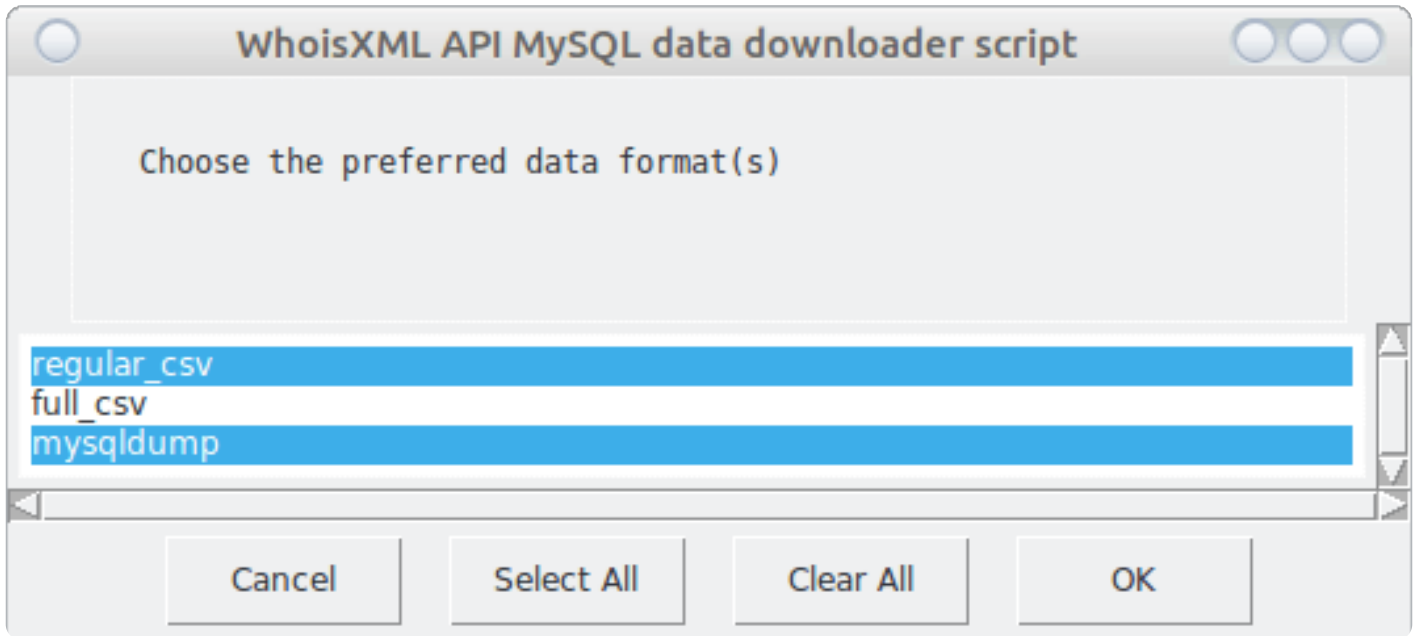 WhoisXML API MySQL data downloader script
Choose the preferred data format(s)
regular_csv
full_csv
mysqldump
Cancel Select All Clear All OK